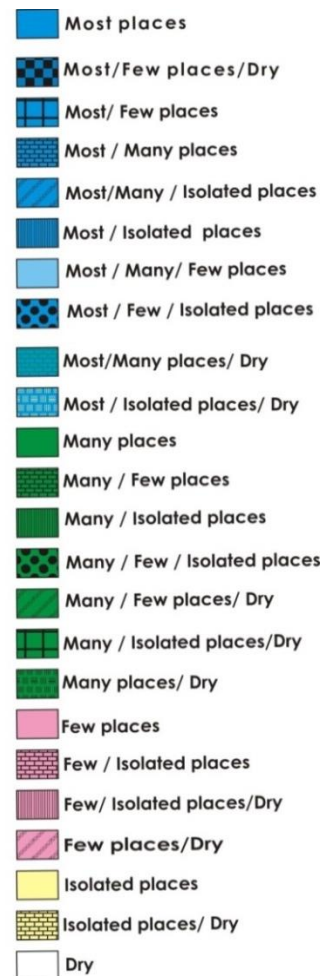 Most places
Most/Few places/Dry
Most/ Few places
Most / Many places
Most/Many / Isolated places
Most / Isolated places
Most / Many/ Few places
Most / Few / Isolated places
Most/Many places/ Dry
Most / Isolated places/ Dry
Many places
Many / Few places
Many / Isolated places
Many / Few / Isolated places
Many / Few places/ Dry
Many / Isolated places/Dry
Many places/ Dry
Few places
Few / Isolated places
Few/ Isolated places/Dry
Few places/Dry
Isolated places
Isolated places/ Dry
Dry